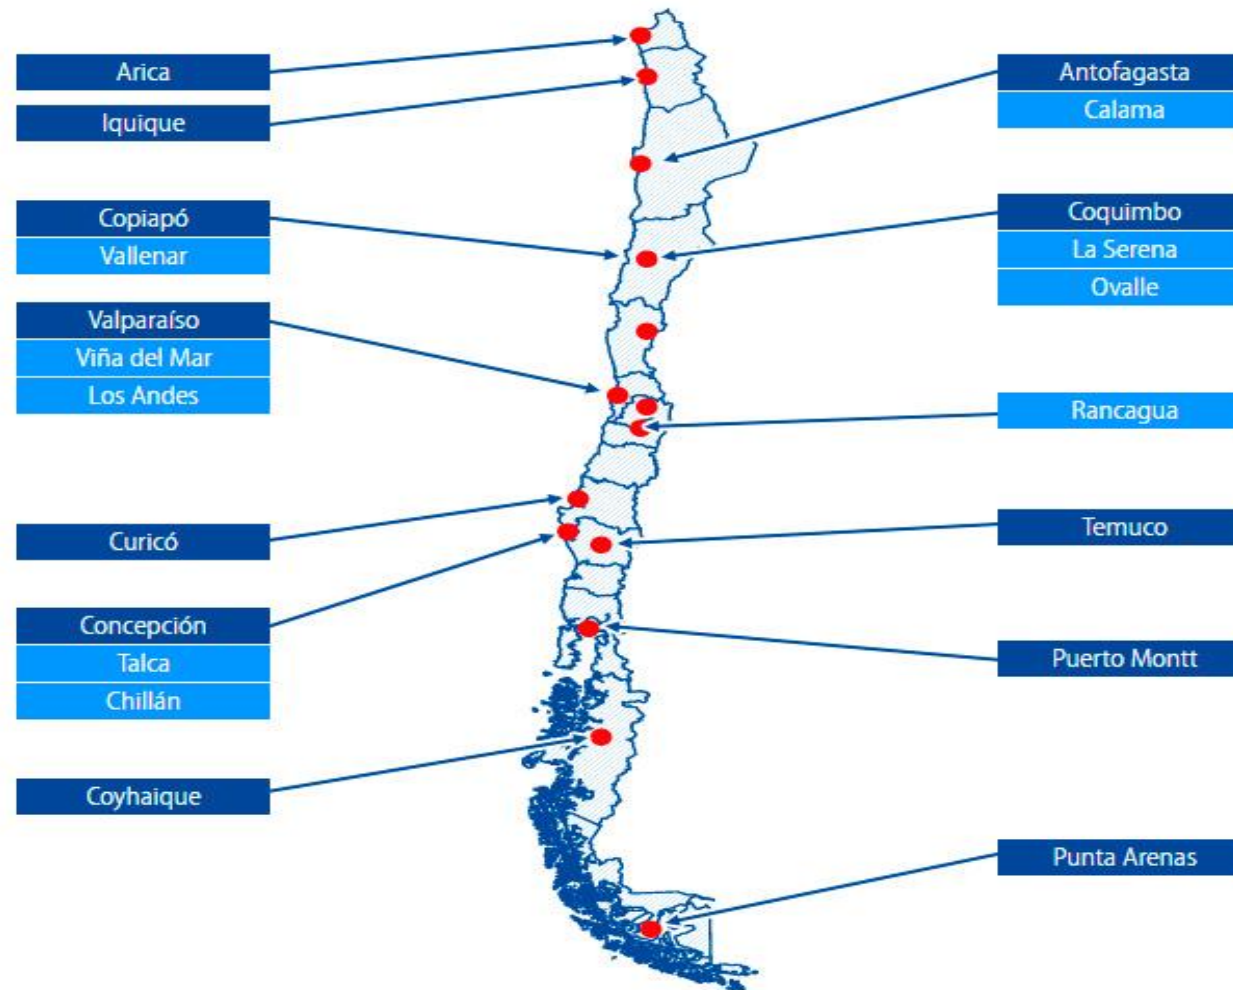 Arica
Iquique
Copiapó
Vallenar
Valparaíso
Viña del Mar
Los Andes
Curicó
Concepción
Talca
Chillán
Coyhaique
Antofagasta
Calama
Coquimbo
La Serena
Ovalle
Rancagua
Temuco
Puerto Montt
Punta Arenas